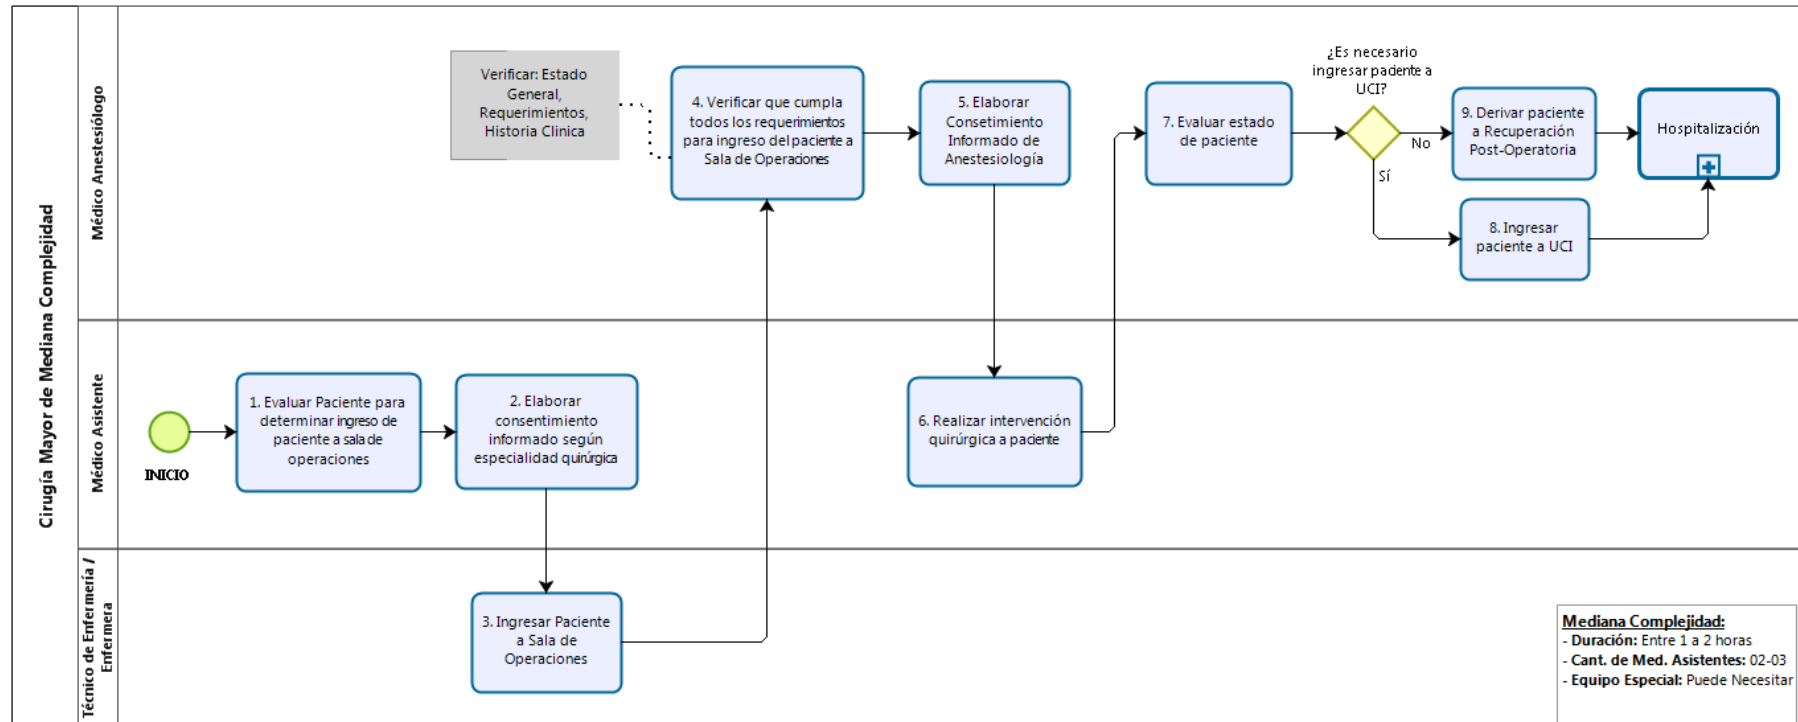 Cirugía Mayor de Mediana Complejidad
Médico Anestesiólogo
Verificar: Estado
General,
Requerimientos,
Historia Clinica
4. Verificar que cumpla
todos los requerimientos
para ingreso del paciente a
Sala de Operaciones
5. Elaborar
Consetimiento
Informado de
Anestesiología
7. Evaluar estado
de paciente
¿Es necesario
ingresar paciente a
UCI?
No
Sí
9. Derivar paciente
a Recuperación
Post-Operatoria
Hospitalización
8. Ingresar
paciente a UCI
Médico Asistente
INICIO
1. Evaluar Paciente para
determinar ingreso de
paciente a sala de
operaciones
2. Elaborar
consentimiento
informado según
especialidad quirúrgica
6. Realizar intervención
quirúrgica a paciente
Técnico de Enfermería /
Enfermera
3. Ingresar Paciente
a Sala de
Operaciones
Mediana Complejidad:
- Duración: Entre 1 a 2 horas
- Cant. de Med. Asistentes: 02-03
- Equipo Especial: Puede Necesitar